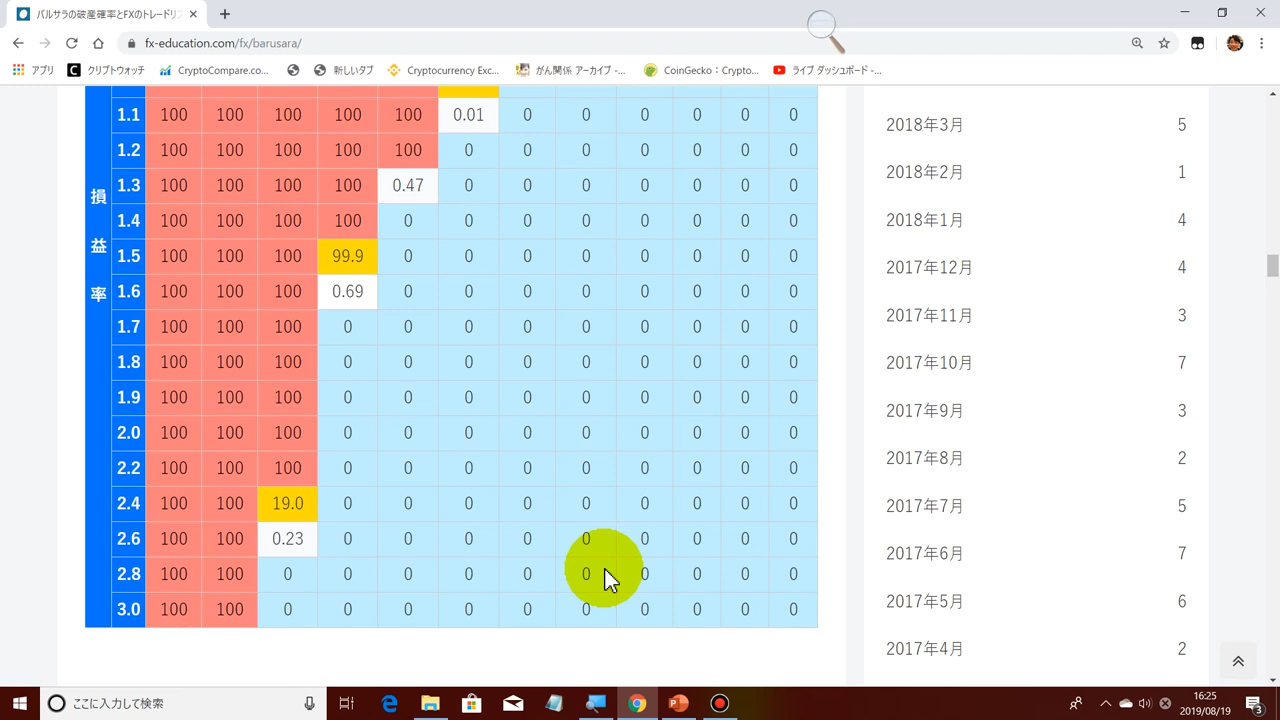 バルサラの破産確率とFXのトレードリス
fx-education.com/fx/barusara/
アプリ クリプトウォッチ CryptoCompare.co... 新しいタブ Cryptocurrency Exc... がん関係 アーカイブ -... CoinGecko : Cryptoc... ライブ ダッシュボード -...
損益率
1.1 100 100 100 100 100 0.01 0 0 0 0 0 0
1.2 100 100 100 100 100 0 0 0 0 0 0 0
1.3 100 100 100 100 0.47 0 0 0 0 0 0 0
1.4 100 100 100 100 0 0 0 0 0 0 0 0
1.5 100 100 100 99.9 0 0 0 0 0 0 0 0
1.6 100 100 100 0.69 0 0 0 0 0 0 0 0
1.7 100 100 100 0 0 0 0 0 0 0 0 0
1.8 100 100 100 0 0 0 0 0 0 0 0 0
1.9 100 100 100 0 0 0 0 0 0 0 0 0
2.0 100 100 100 0 0 0 0 0 0 0 0 0
2.2 100 100 100 0 0 0 0 0 0 0 0 0
2.4 100 100 19.0 0 0 0 0 0 0 0 0 0
2.6 100 100 0.23 0 0 0 0 0 0 0 0 0
2.8 100 100 0 0 0 0 0 0 0 0 0 0
3.0 100 100 0 0 0 0 0 0 0 0 0 0
2018年3月 5
2018年2月 1
2018年1月 4
2017年12月 4
2017年11月 3
2017年10月 7
2017年9月 3
2017年8月 2
2017年7月 5
2017年6月 7
2017年5月 6
2017年4月 2
ここに入力して検索
16:25
2019/08/19
3